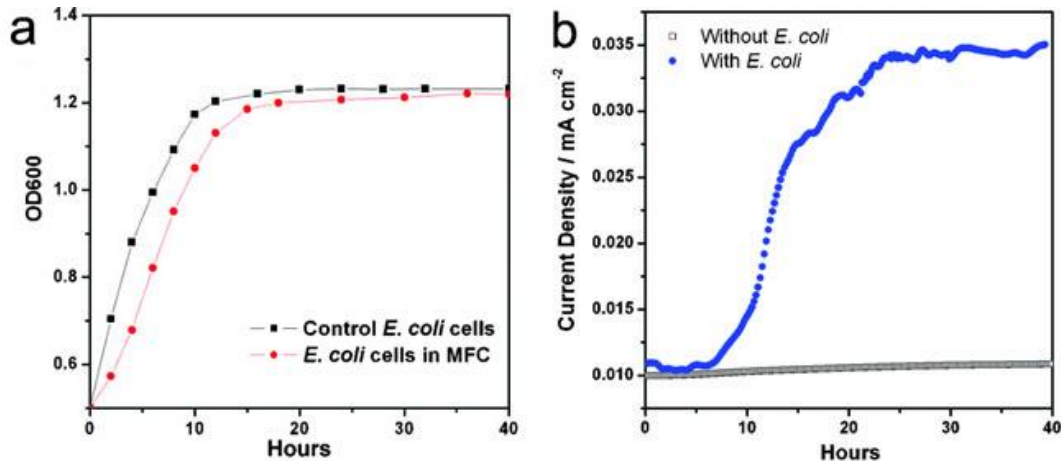 a
OD600
1.4
1.2
1.0
0.8
0.6
0 10 20 30 40
Hours
Control E. coli cells
E. coli cells in MFC
b
Current Density / mA cm⁻²
0.035
0.030
0.025
0.020
0.015
0.010
0 10 20 30 40
Hours
Without E. coli
With E. coli